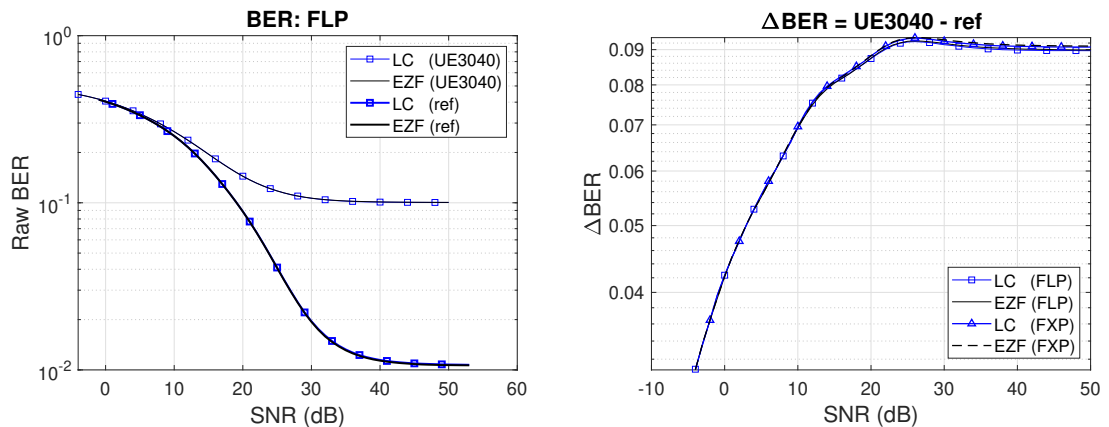 BER: FLP
10^0
10^-1
10^-2
Raw BER
0
10
20
30
40
50
60
SNR (dB)
LC (UE3040)
EZF (UE3040)
LC (ref)
EZF (ref)
ΔBER = UE3040 - ref
0.09
0.08
0.07
0.06
0.05
0.04
ΔBER
-10
0
10
20
30
40
50
SNR (dB)
LC (FLP)
EZF (FLP)
LC (FXP)
EZF (FXP)